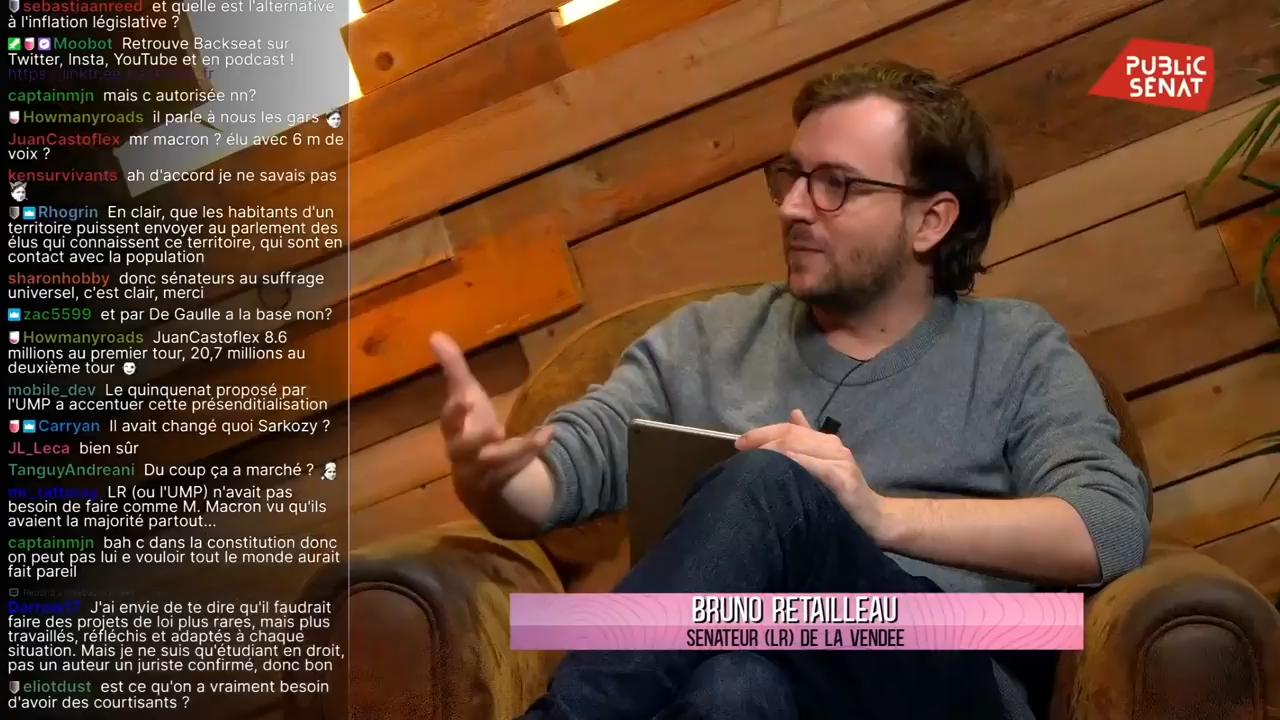 sebastiaanreed et quelle est l'alternative
à l'inflation législative ?
Moobot Retrouve Backseat sur
Twitter, Insta, YouTube et en podcast !
captainmjn mais c autorisée nn?
Howmanyroads il parle à nous les gars
JuanCastoflex mr macron ? élu avec 6 m de
voix ?
kensurvivants ah d'accord je ne savais pas
Rhogrin En clair, que les habitants d'un
territoire puissent envoyer au parlement des
élus qui connaissent ce territoire, qui sont en
contact avec la population
sharonhobby donc sénateurs au suffrage
universel, c'est clair, merci
zac5599 et par De Gaulle a la base non?
Howmanyroads JuanCastoflex 8.6
millions au premier tour, 20,7 millions au
deuxième tour
mobile_dev Le quinquenat proposé par
l'UMP a accentuer cette présenditialisation
Carryan Il avait changé quoi Sarkozy ?
JL_Leca bien sûr
TanguyAndreani Du coup ça a marché ?
LR (ou l'UMP) n'avait pas
besoin de faire comme M. Macron vu qu'ils
avaient la majorité partout...
captainmjn bah c dans la constitution donc
on peut pas lui e vouloir tout le monde aurait
fait pareil
J'ai envie de te dire qu'il faudrait
faire des projets de loi plus rares, mais plus
travaillés, réfléchis et adaptés à chaque
situation. Mais je ne suis qu'étudiant en droit,
pas un auteur un juriste confirmé, donc bon
eliotdust est ce qu'on a vraiment besoin
d'avoir des courtisants ?
PUBLIC
SÉNAT
BRUNO RETAILLEAU
SENATEUR (LR) DE LA VENDEE